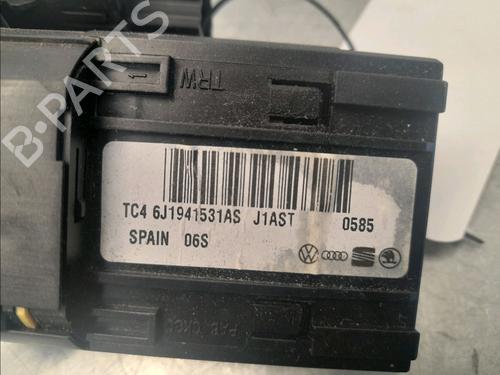 B-PARTS
TRW
TC4 6J1941531AS J1AST 0585
SPAIN 06S